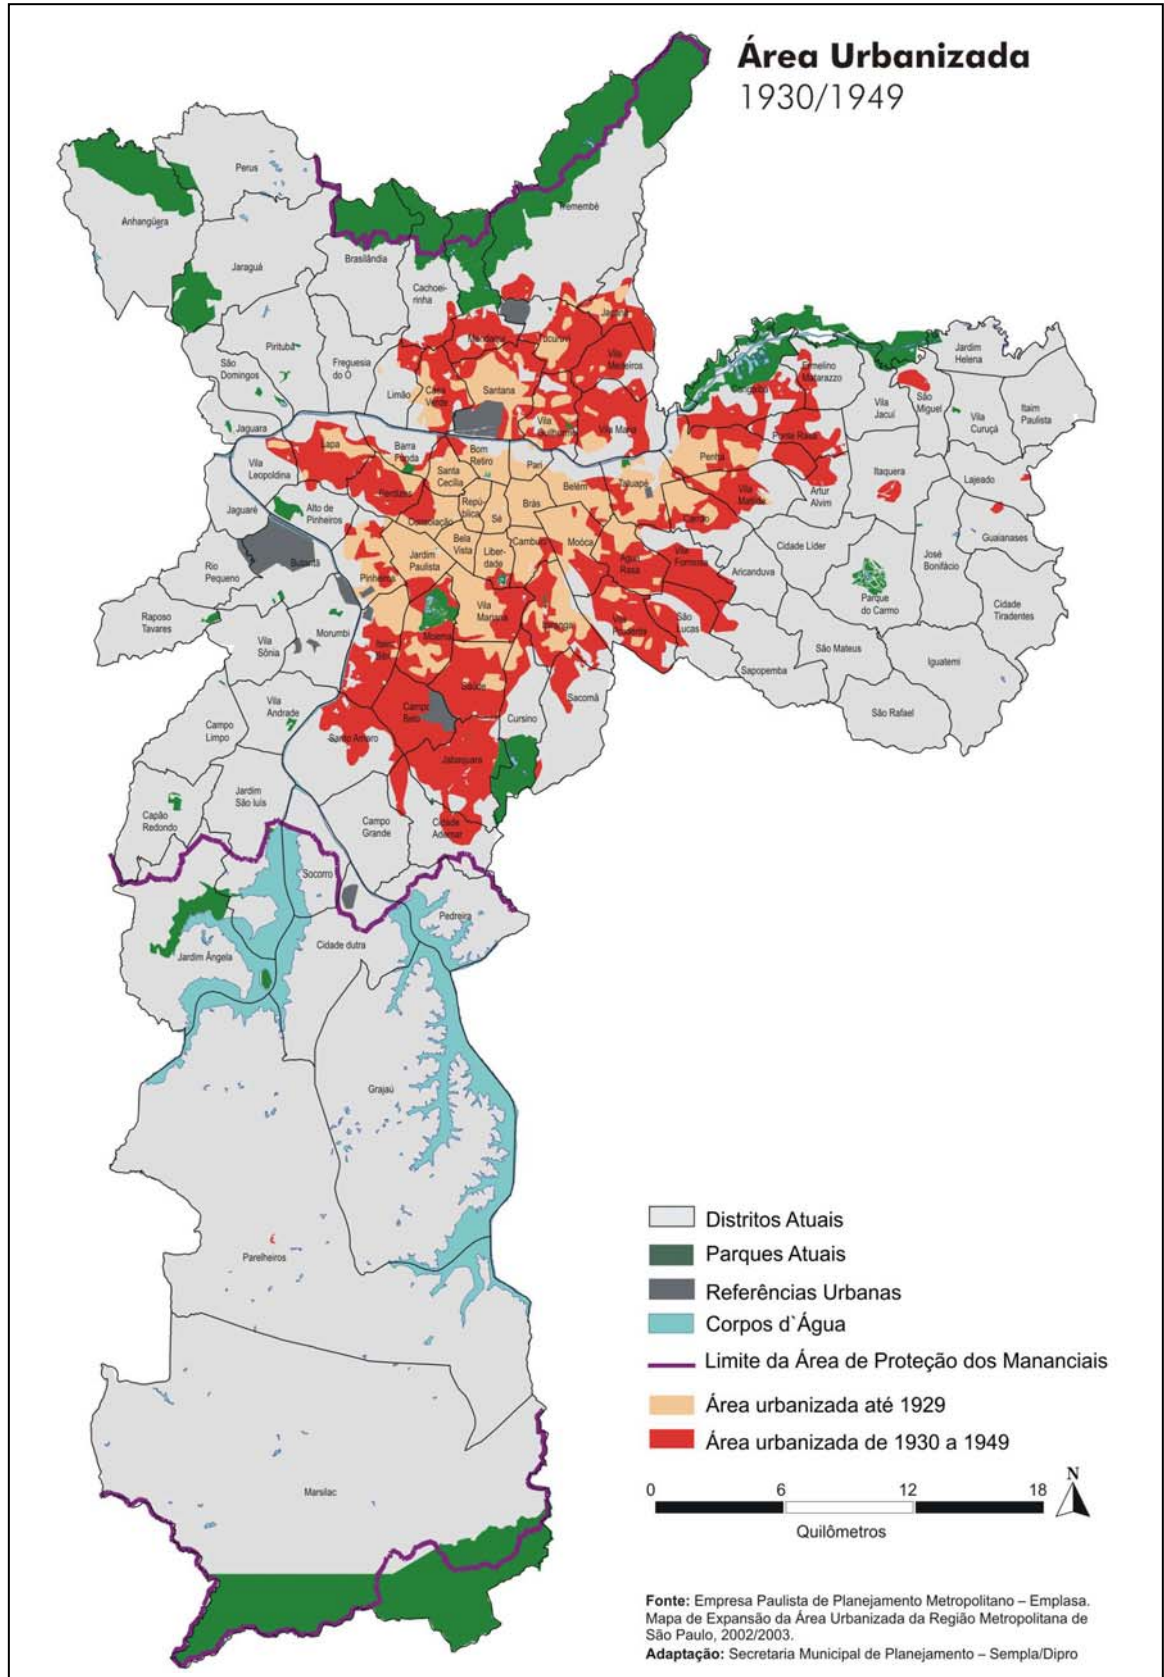 Área Urbanizada
1930/1949
Perus
Anhangüera
Tremembé
Jaraguá
Brasilândia
Cachoei-
rinha
Jaçanã
Mandaqui
Tucuruvi
Pirituba
São
Domingos
Freguesia
do Ó
Vila
Medeiros
Jardim
Helena
Ermelino
Matarazzo
Cangaíba
Limão
Casa
Verde
Santana
Vila
Jacuí
São
Miguel
Vila
Curuçá
Itaim
Paulista
Jaguara
Vila
Guilherme
Vila Maria
Ponte Rasa
Lapa
Barra
Funda
Bom
Retiro
Pari
Penha
Vila
Leopoldina
Santa
Cecília
Belém
Tatuapé
Itaquera
Lajeado
Perdizes
Vila
Matilde
Artur
Alvim
Jaguaré
Alto de
Pinheiros
Repú-
blica
Sé
Brás
Carrão
Consolação
Bela
Vista
Liber-
dade
Cambuci
Moóca
Guaianases
Cidade Líder
José
Bonifácio
Rio
Pequeno
Butantã
Jardim
Paulista
Água
Rasa
Vila
Formosa
Aricanduva
Pinheiros
Parque
do Carmo
Cidade
Tiradentes
Raposo
Tavares
Vila
Sônia
Morumbi
Moema
Vila
Mariana
Ipiranga
Vila
Prudente
São
Lucas
Itaim
Bibi
São Mateus
Iguatemi
Sapopemba
Saúde
Sacomã
Vila
Andrade
Campo
Belo
Cursino
São Rafael
Campo
Limpo
Santo Amaro
Jabaquara
Jardim
São luís
Capão
Redondo
Campo
Grande
Cidade
Ademar
Socorro
Pedreira
Cidade dutra
Jardim Ângela
Grajaú
Parelheiros
Marsilac
Distritos Atuais
Parques Atuais
Referências Urbanas
Corpos d`Água
Limite da Área de Proteção dos Mananciais
Área urbanizada até 1929
Área urbanizada de 1930 a 1949
0 6 12 18
N
Quilômetros
Fonte: Empresa Paulista de Planejamento Metropolitano – Emplasa.
Mapa de Expansão da Área Urbanizada da Região Metropolitana de
São Paulo, 2002/2003.
Adaptação: Secretaria Municipal de Planejamento – Sempla/Dipro